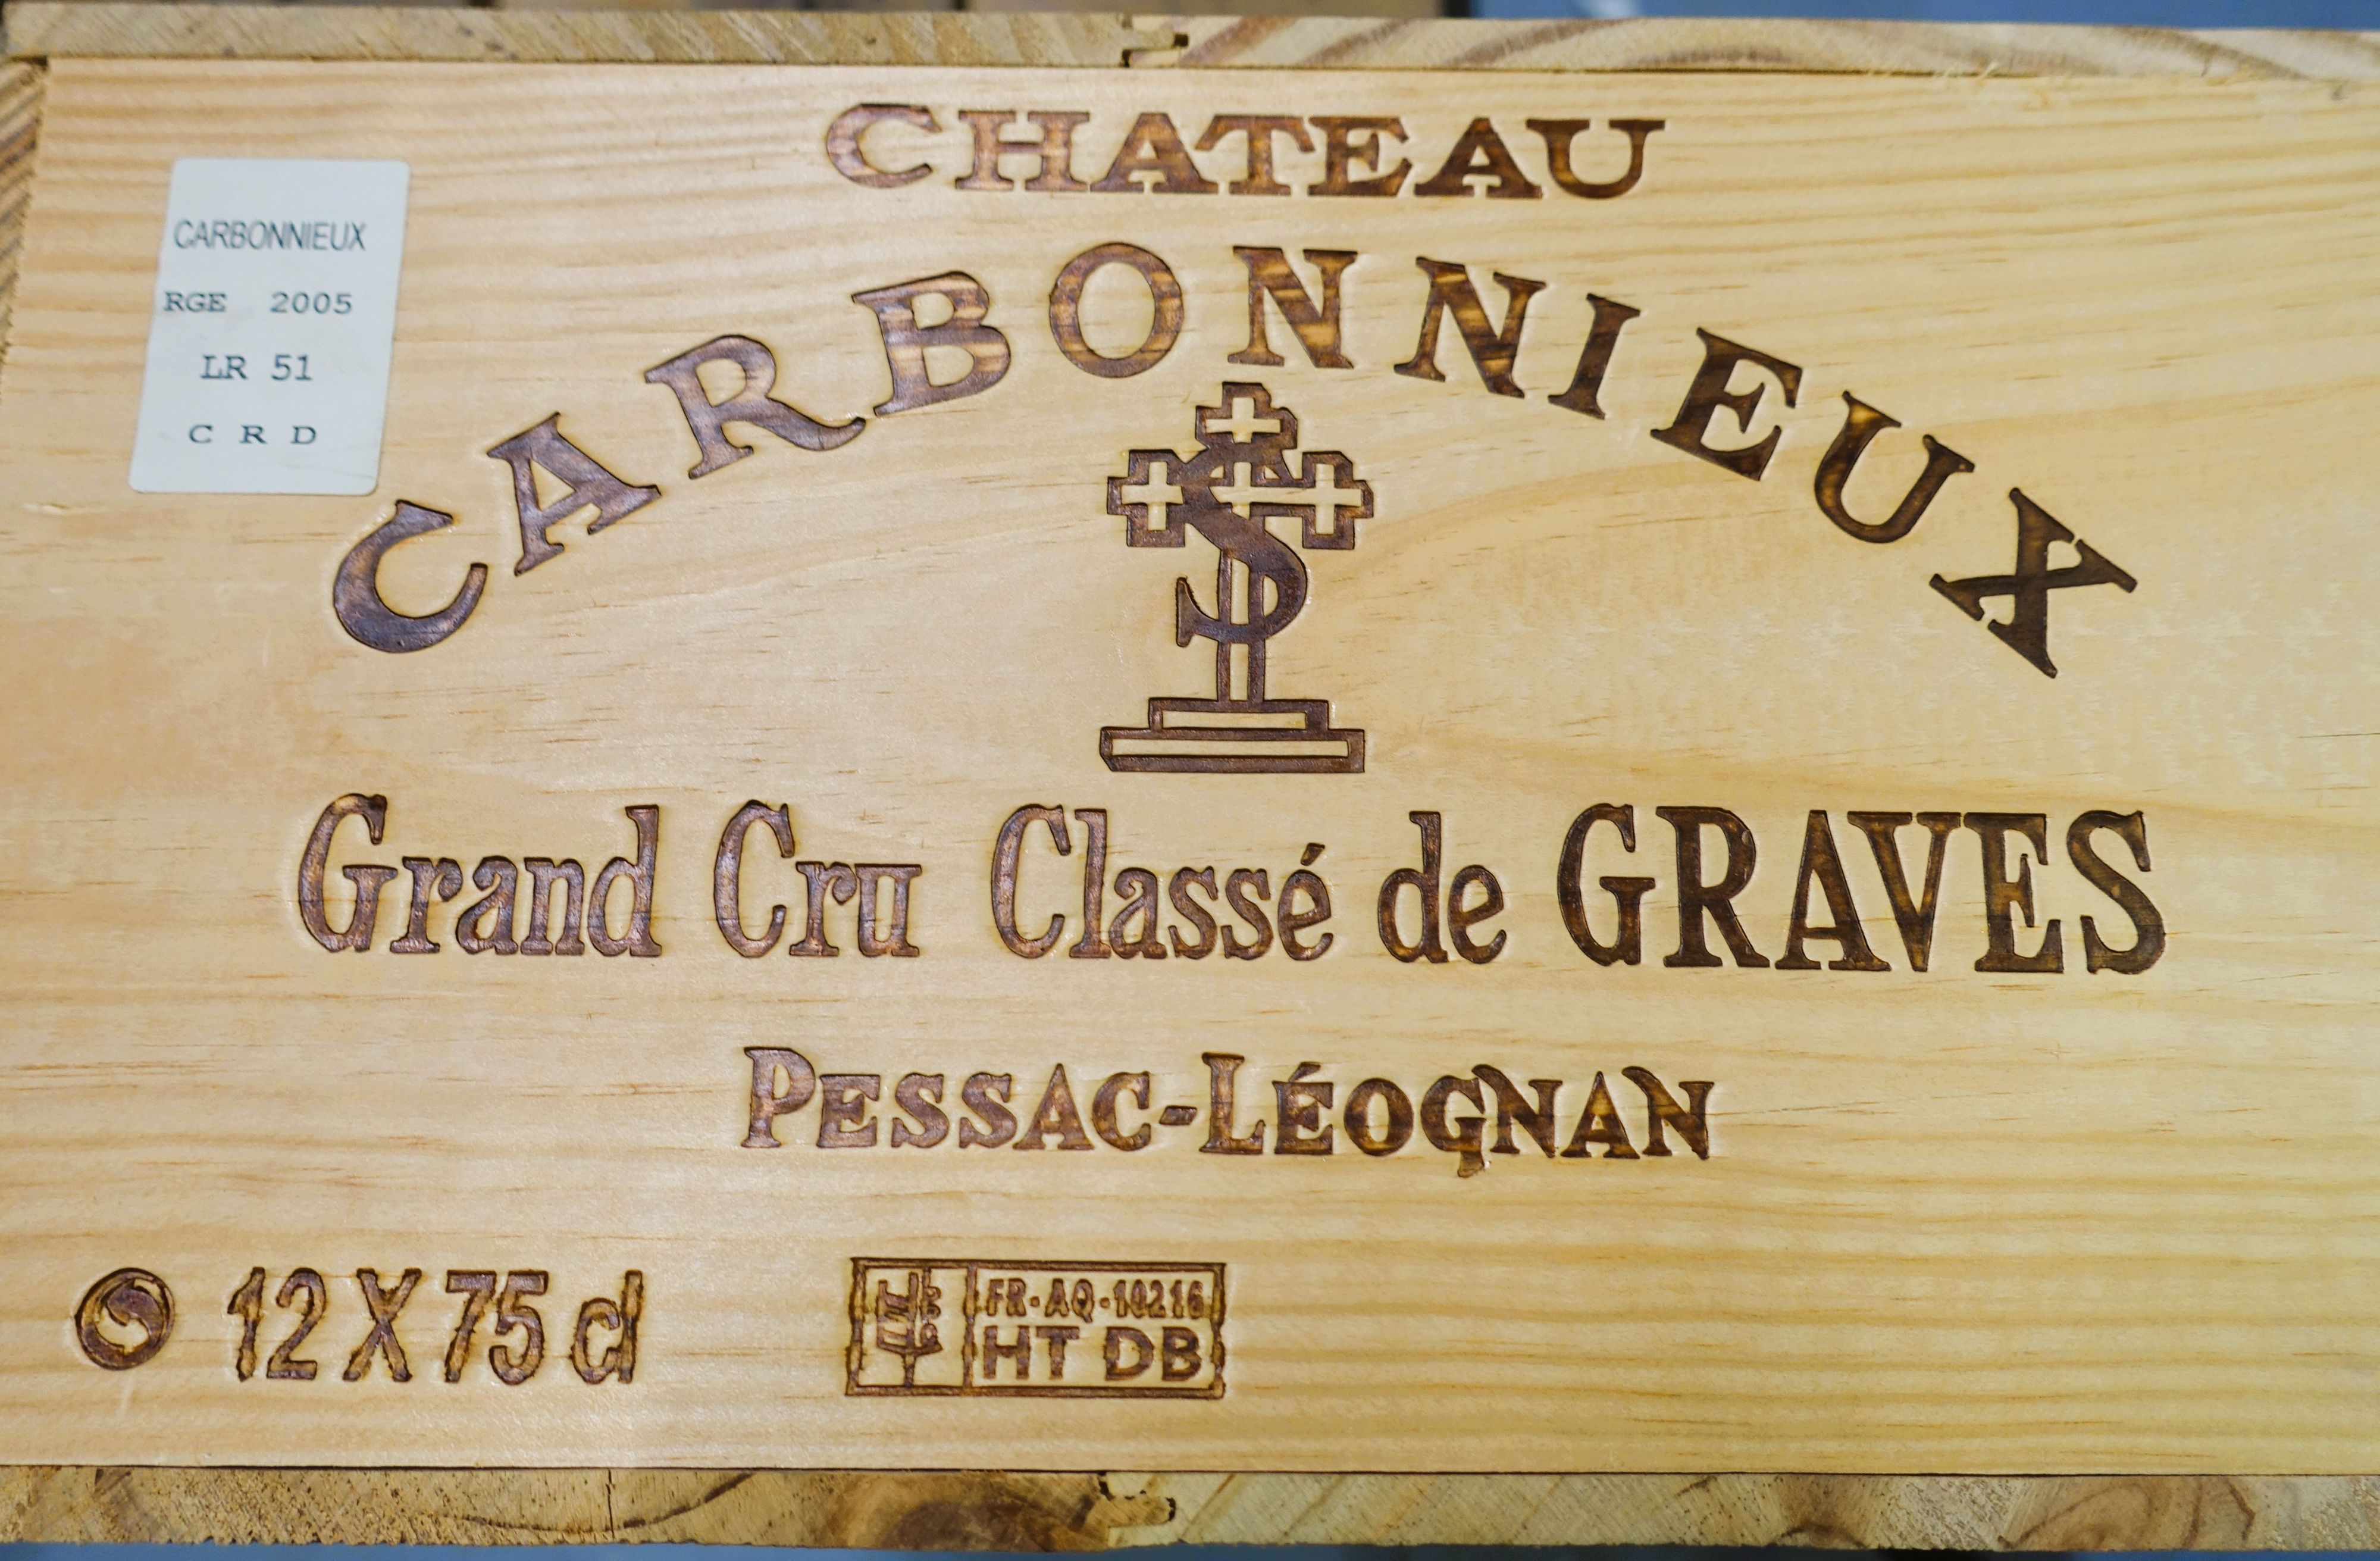 CHATEAU
CARBONNIEUX
CARBONNIEUX
RGE 2005
LR 51
C R D
S
Grand Cru Classé de GRAVES
PESSAC-LÉOGNAN
12 X 75 cl
FR-AQ-10216
HT DB